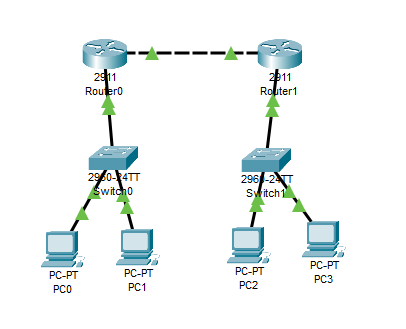 2911
Router0
2911
Router1
2960-24TT
Switch0
2960-24TT
Switch1
PC-PT
PC0
PC-PT
PC1
PC-PT
PC2
PC-PT
PC3